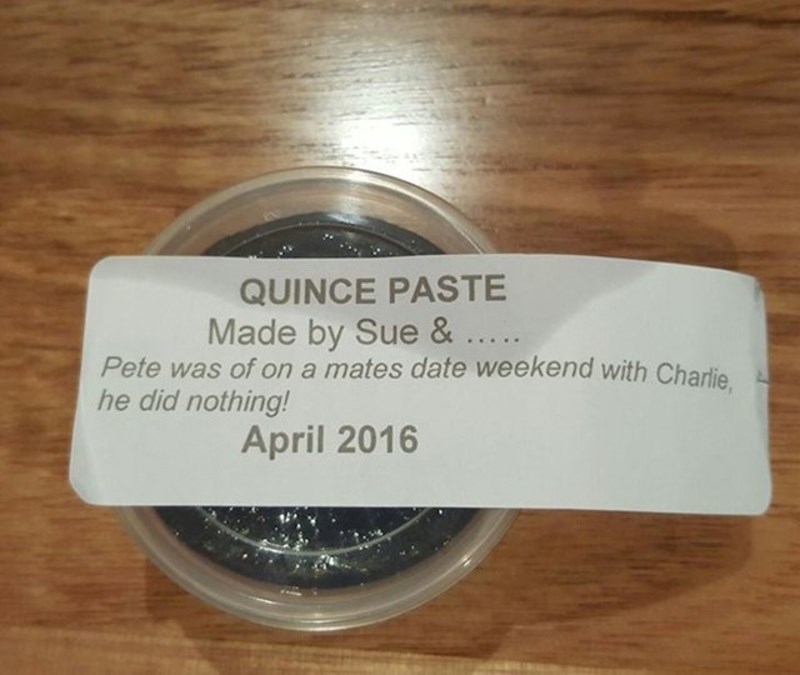 QUINCE PASTE
Made by Sue & .....
Pete was of on a mates date weekend with Charlie,
he did nothing!
April 2016